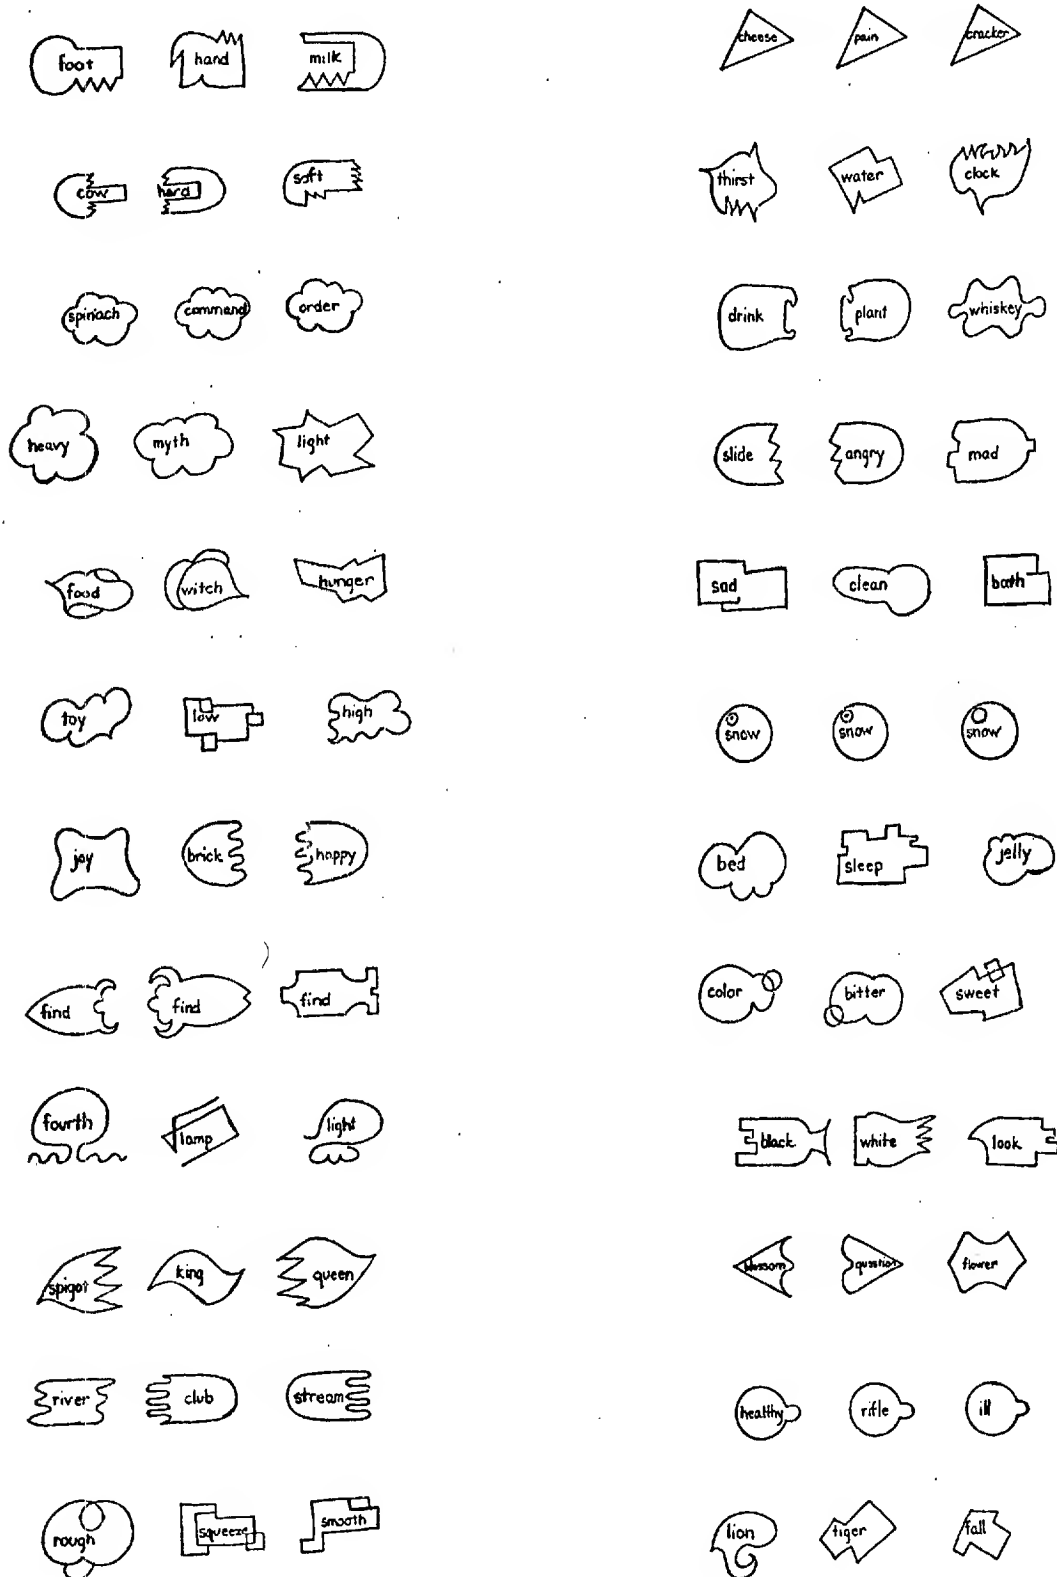 foot hand milk
cheese pain cracker
cow hard soft
thirst water clock
spinach command order
drink plant whiskey
heavy myth light
slide angry mad
food witch hunger
sad clean bath
toy low high
snow snow snow
joy brick happy
bed sleep jelly
find find find
color bitter sweet
fourth lamp light
black white look
spigot king queen
blossom question flower
river club stream
healthy rifle ill
rough squeeze smooth
lion tiger fall